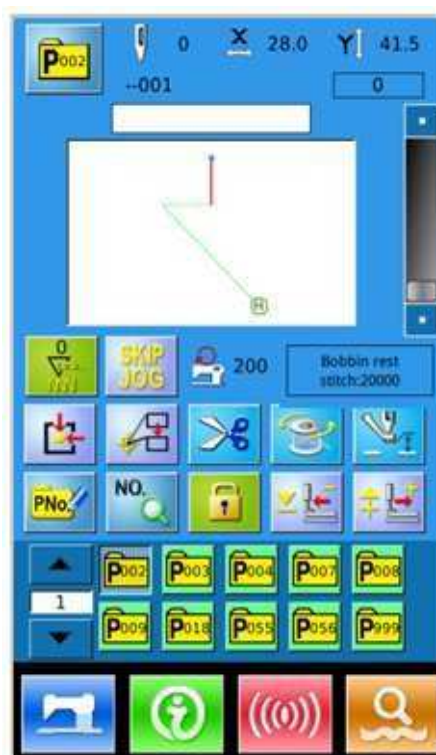 P002 0 X 28.0 Y 41.5
--001 0
H
0 SKIP JOG 200 Bobbin rest stitch:20000
PNo. NO.
P002 P003 P004 P007 P008
1
P009 P018 P055 P056 P999